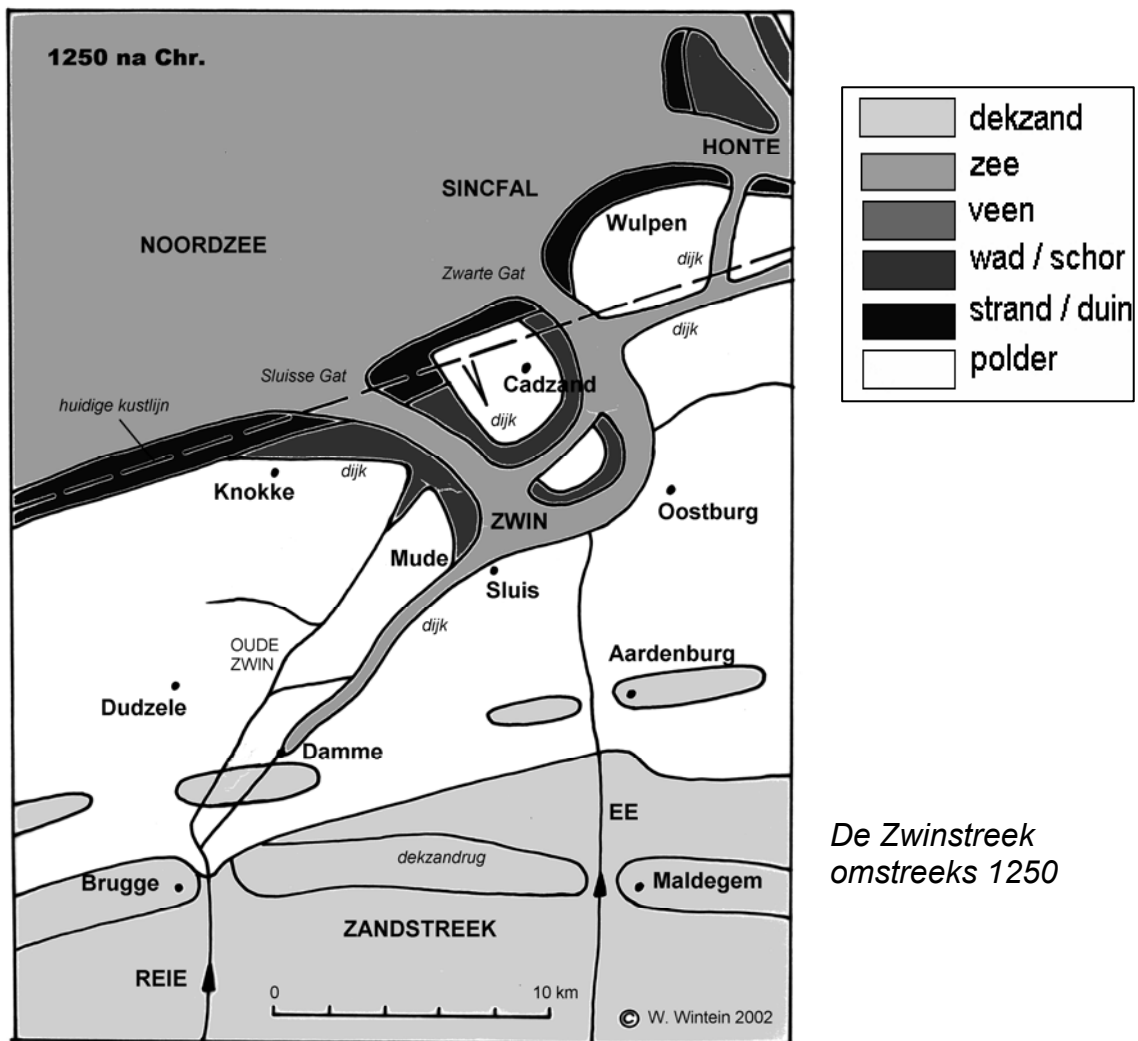 1250 na Chr.
HONTE
SINCFAL
Wulpen
NOORDZEE
dijk
Zwarte Gat
dijk
Sluisse Gat
Cadzand
huidige kustlijn
dijk
dijk
Knokke
ZWIN
Oostburg
Mude
Sluis
dijk
OUDE
ZWIN
Aardenburg
Dudzele
Damme
EE
dekzandrug
Brugge
Maldegem
ZANDSTREEK
REIE
0
10 km
© W. Wintein 2002
dekzand
zee
veen
wad / schor
strand / duin
polder
De Zwinstreek
omstreeks 1250